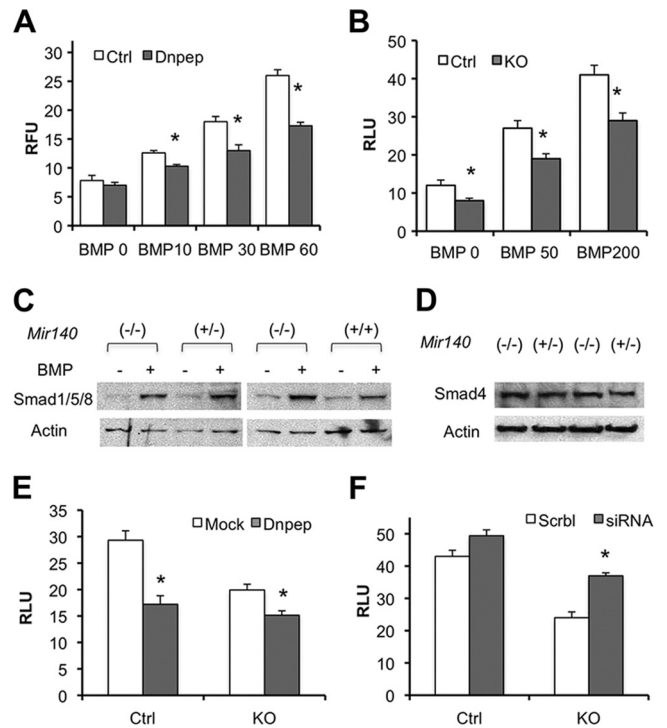 A
Ctrl Dnpep
RFU
30
25
20
15
10
5
0
* * *
BMP 0 BMP10 BMP 30 BMP 60
B
Ctrl KO
RLU
50
40
30
20
10
0
* * *
BMP 0 BMP 50 BMP200
C
Mir140 (-/-) (+/-) (-/-) (+/+)
BMP - + - + - + - +
Smad1/5/8
Actin
D
Mir140 (-/-) (+/-) (-/-) (+/-)
Smad4
Actin
E
Mock Dnpep
RLU
35
30
25
20
15
10
5
0
* *
Ctrl KO
F
Scrbl siRNA
RLU
50
40
30
20
10
0
*
Ctrl KO